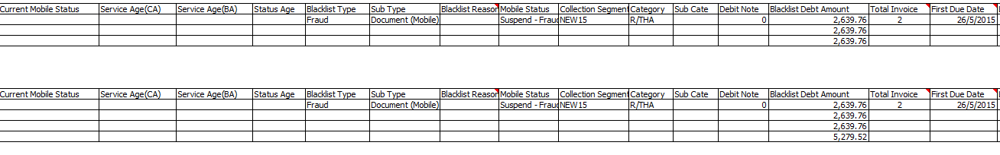 Current Mobile Status Service Age(CA) Service Age(BA) Status Age Blacklist Type Sub Type Blacklist Reason Mobile Status Collection Segment Category Sub Cate Debit Note Blacklist Debt Amount Total Invoice First Due Date
Fraud Document (Mobile) Suspend - Fraud NEW15 R/THA 0 2,639.76 2 26/5/2015
2,639.76
2,639.76
Current Mobile Status Service Age(CA) Service Age(BA) Status Age Blacklist Type Sub Type Blacklist Reason Mobile Status Collection Segment Category Sub Cate Debit Note Blacklist Debt Amount Total Invoice First Due Date
Fraud Document (Mobile) Suspend - Fraud NEW15 R/THA 0 2,639.76 2 26/5/2015
2,639.76
2,639.76
5,279.52